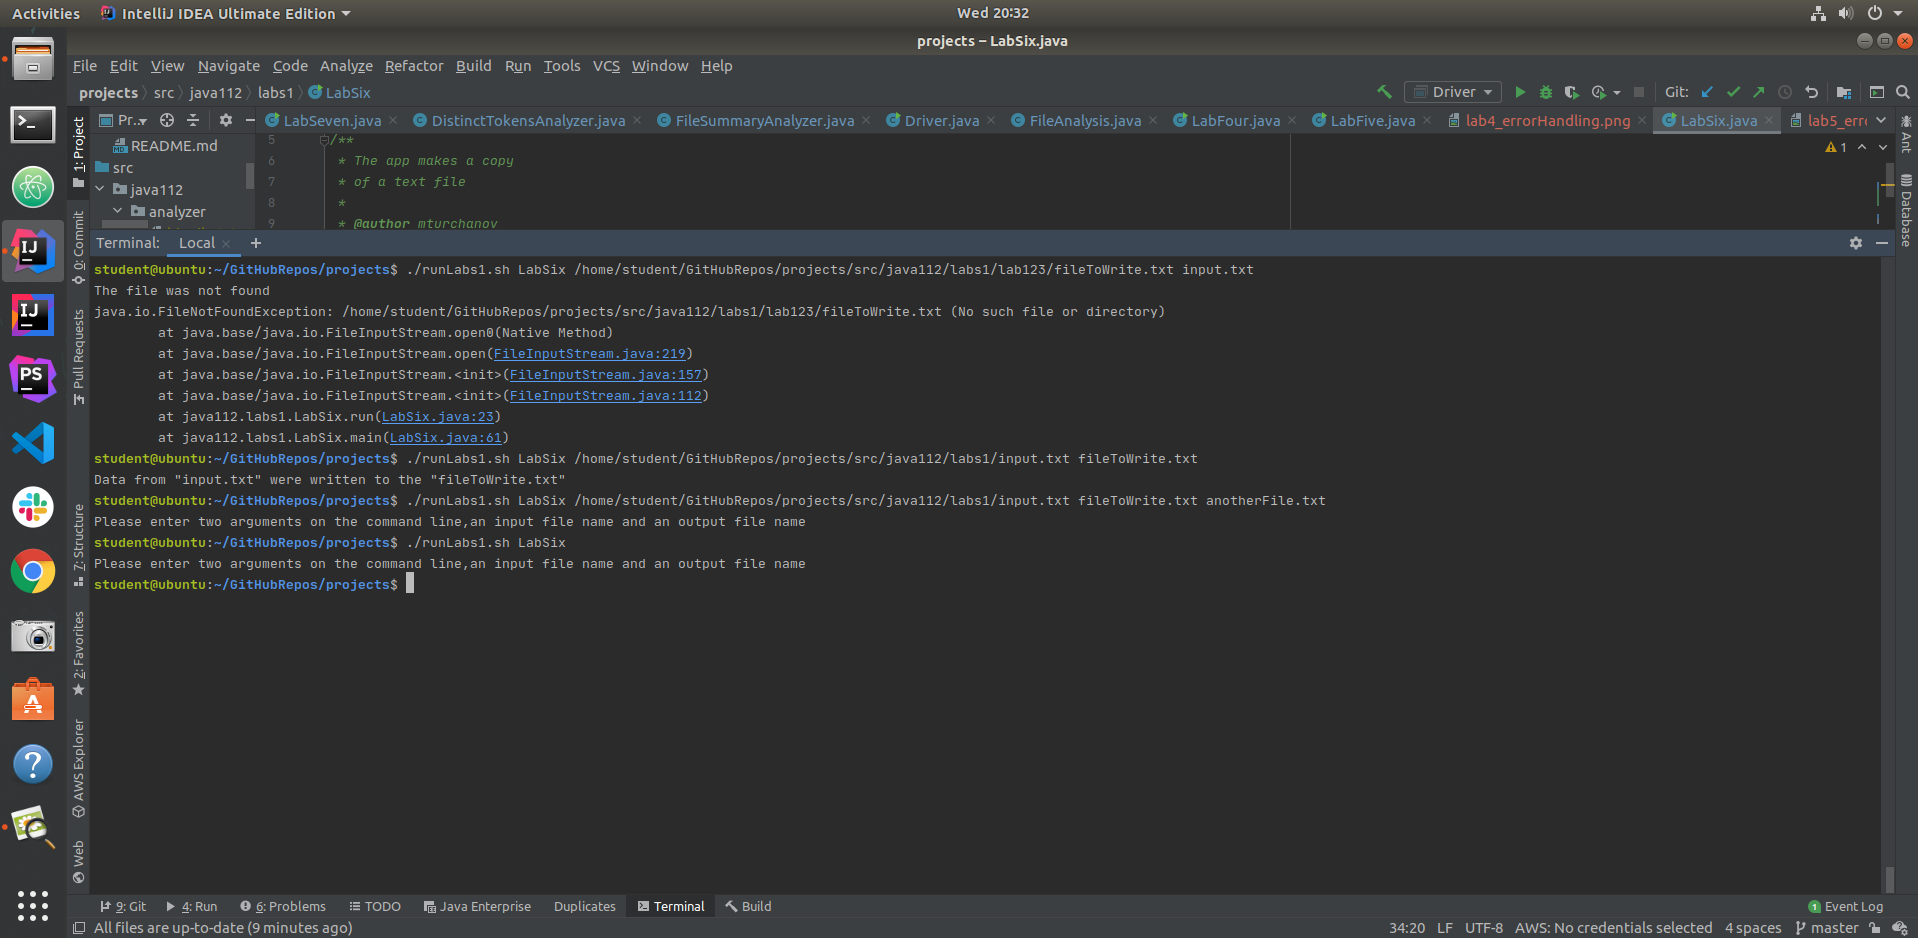 Activities IntelliJ IDEA Ultimate Edition Wed 20:32
projects – LabSix.java
File Edit View Navigate Code Analyze Refactor Build Run Tools VCS Window Help
projects src java112 labs1 LabSix Driver Git:
1: Project Pr... LabSeven.java DistinctTokensAnalyzer.java FileSummaryAnalyzer.java Driver.java FileAnalysis.java LabFour.java LabFive.java lab4_errorHandling.png LabSix.java lab5_erro Ant
README.md
src
java112
analyzer
5 /**
6 * The app makes a copy
7 * of a text file
8 *
9 * @author mturchanov
1
Database
0: Commit
Terminal: Local +
student@ubuntu:~/GitHubRepos/projects$ ./runLabs1.sh LabSix /home/student/GitHubRepos/projects/src/java112/labs1/lab123/fileToWrite.txt input.txt
The file was not found
java.io.FileNotFoundException: /home/student/GitHubRepos/projects/src/java112/labs1/lab123/fileToWrite.txt (No such file or directory)
at java.base/java.io.FileInputStream.open0(Native Method)
at java.base/java.io.FileInputStream.open(FileInputStream.java:219)
at java.base/java.io.FileInputStream.<init>(FileInputStream.java:157)
at java.base/java.io.FileInputStream.<init>(FileInputStream.java:112)
at java112.labs1.LabSix.run(LabSix.java:23)
at java112.labs1.LabSix.main(LabSix.java:61)
student@ubuntu:~/GitHubRepos/projects$ ./runLabs1.sh LabSix /home/student/GitHubRepos/projects/src/java112/labs1/input.txt fileToWrite.txt
Data from "input.txt" were written to the "fileToWrite.txt"
student@ubuntu:~/GitHubRepos/projects$ ./runLabs1.sh LabSix /home/student/GitHubRepos/projects/src/java112/labs1/input.txt fileToWrite.txt anotherFile.txt
Please enter two arguments on the command line,an input file name and an output file name
student@ubuntu:~/GitHubRepos/projects$ ./runLabs1.sh LabSix
Please enter two arguments on the command line,an input file name and an output file name
student@ubuntu:~/GitHubRepos/projects$
Pull Requests
7: Structure
2: Favorites
AWS Explorer
Web
IJ
IJ
PS
9: Git 4: Run 6: Problems TODO Java Enterprise Duplicates Terminal Build 1 Event Log
All files are up-to-date (9 minutes ago) 34:20 LF UTF-8 AWS: No credentials selected 4 spaces master